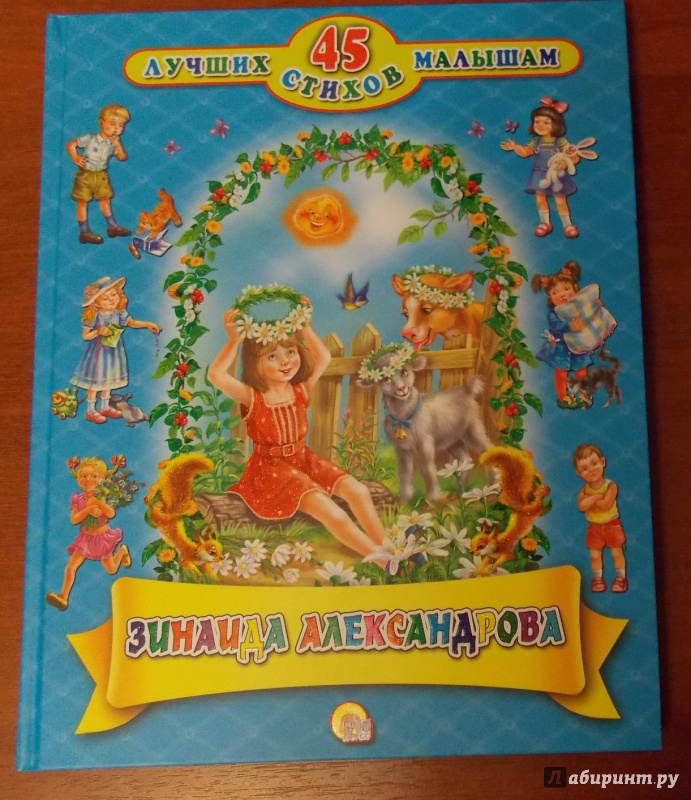 45
ЛУЧШИХ СТИХОВ МАЛЫШАМ
ЗИНАИДА АЛЕКСАНДРОВА
Лабиринт.ру